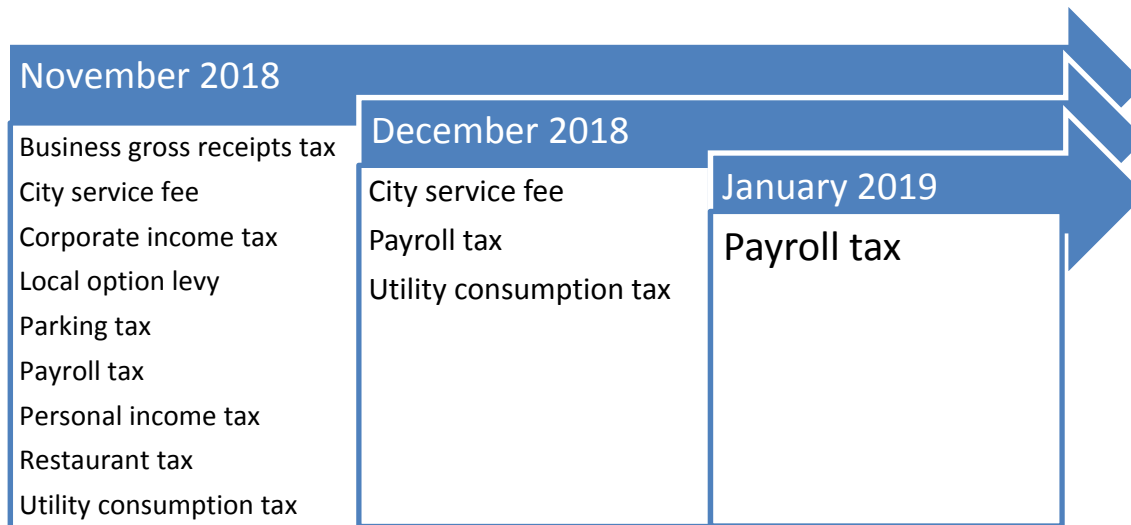 November 2018
Business gross receipts tax
City service fee
Corporate income tax
Local option levy
Parking tax
Payroll tax
Personal income tax
Restaurant tax
Utility consumption tax
December 2018
City service fee
Payroll tax
Utility consumption tax
January 2019
Payroll tax